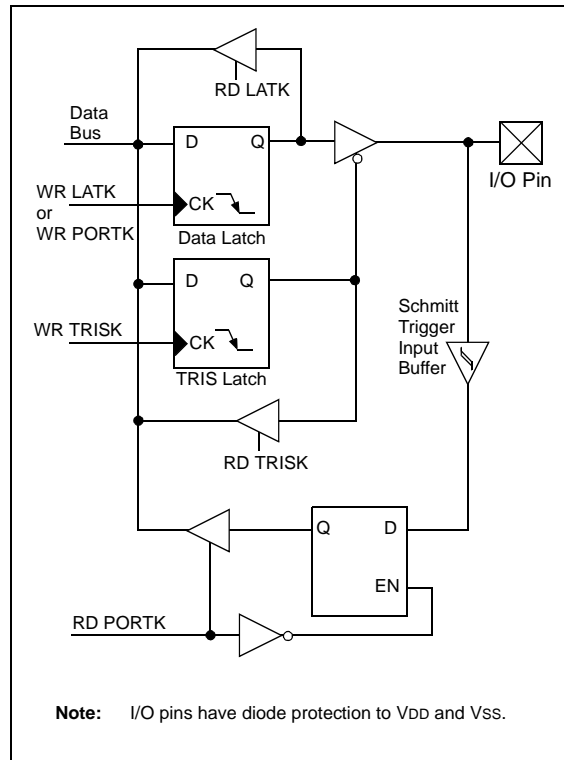 RD LATK
Data
Bus
D Q
WR LATK
or
WR PORTK
CK
Data Latch
I/O Pin
D Q
WR TRISK
CK
TRIS Latch
Schmitt
Trigger
Input
Buffer
RD TRISK
Q D
EN
RD PORTK
Note: I/O pins have diode protection to VDD and VSS.